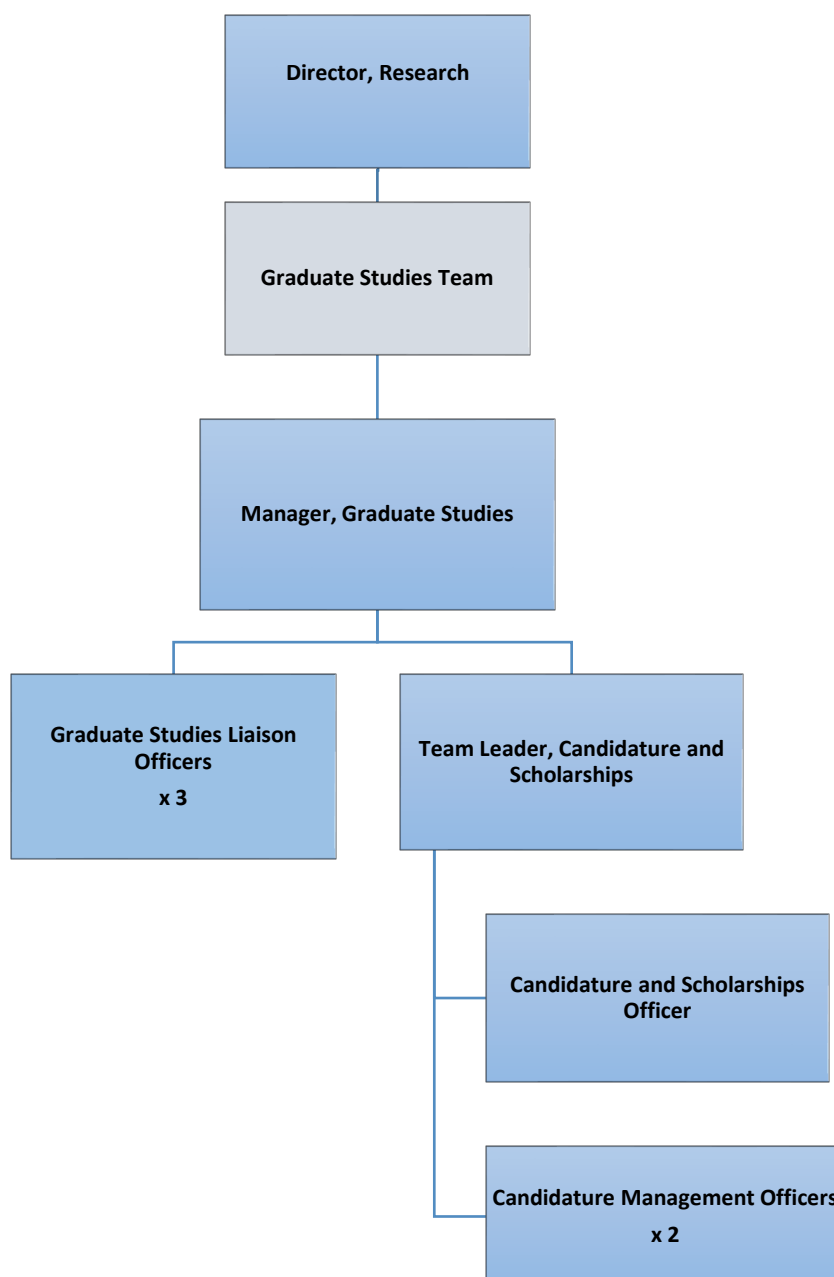 Director, Research
Graduate Studies Team
Manager, Graduate Studies
Graduate Studies Liaison
Officers
x 3
Team Leader, Candidature and
Scholarships
Candidature and Scholarships
Officer
Candidature Management Officers
x 2